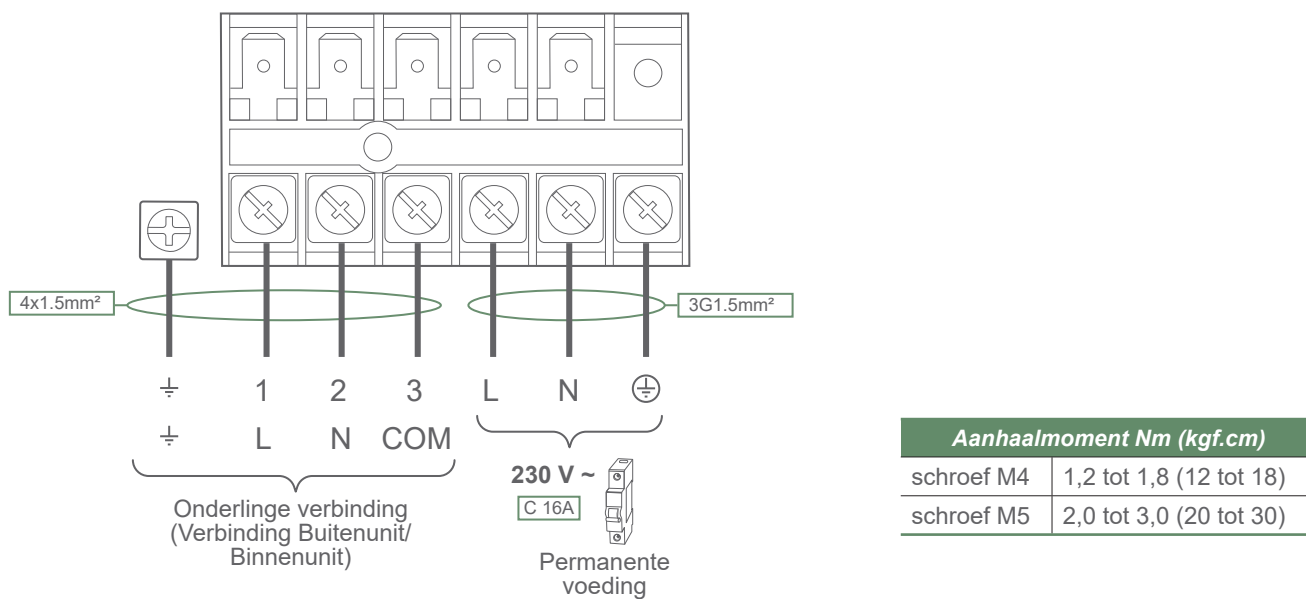 4x1.5mm²
3G1.5mm²
1 2 3 L N
L N COM
Onderlinge verbinding
(Verbinding Buitenunit/
Binnenunit)
230 V ~
C 16A
Permanente
voeding
Aanhaalmoment Nm (kgf.cm)
schroef M4 1,2 tot 1,8 (12 tot 18)
schroef M5 2,0 tot 3,0 (20 tot 30)